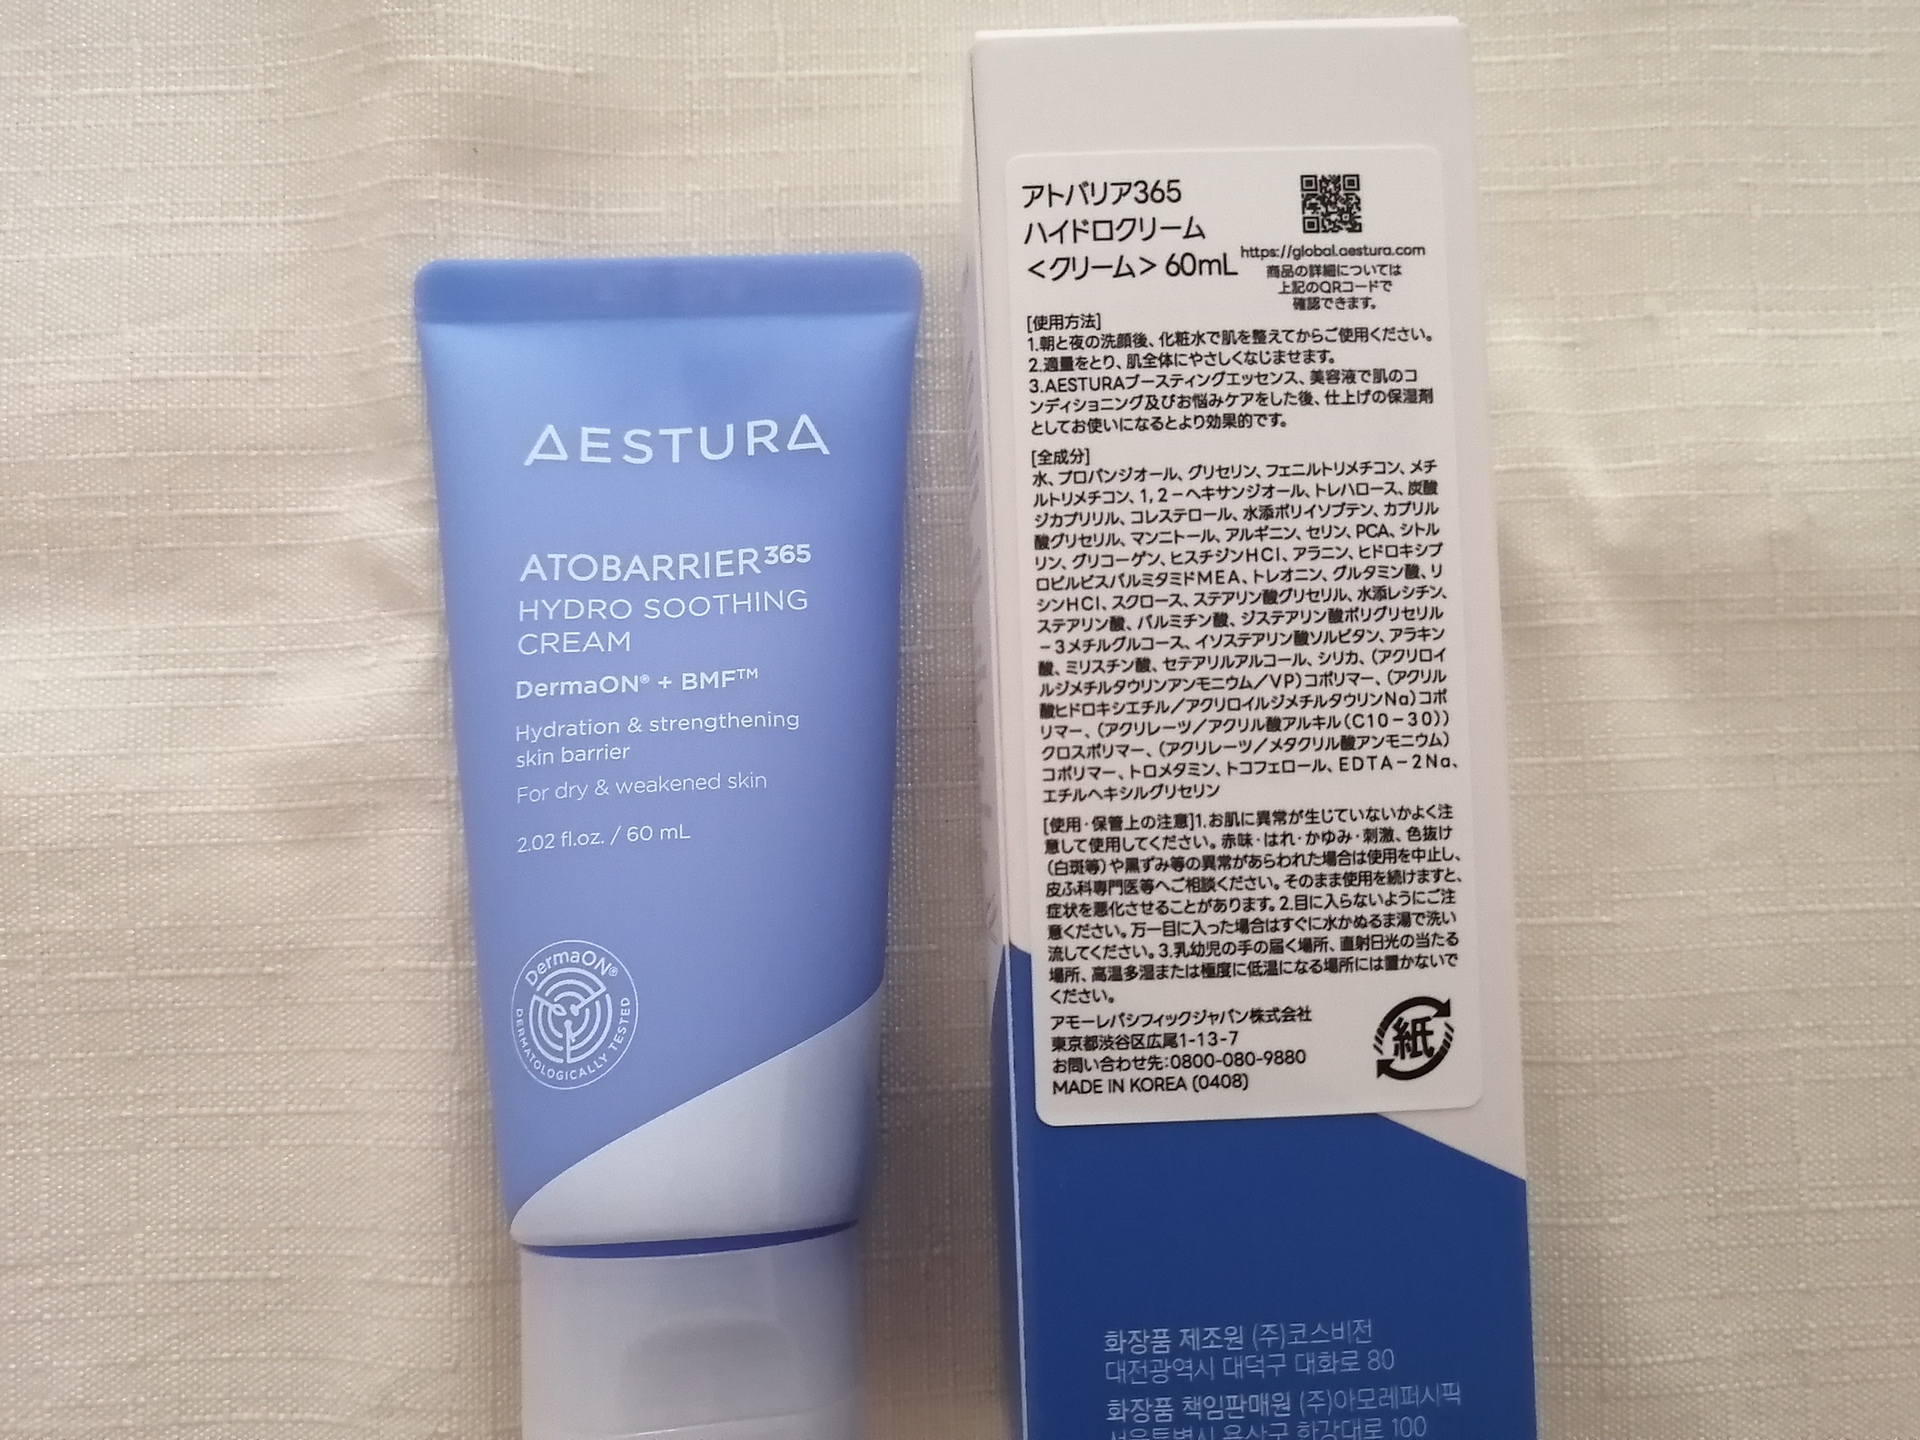 AESTURA
ATOBARRIER365
HYDRO SOOTHING
CREAM
DermaON® + BMF™
Hydration & strengthening
skin barrier
For dry & weakened skin
2.02 fl.oz. / 60 mL
DermaON®
DERMATOLOGICALLY TESTED
アトバリア365
ハイドロクリーム
<クリーム> 60mL
https://global.aestura.com
商品の詳細については
上記のQRコードで
確認できます。
[使用方法]
1.朝と夜の洗顔後、化粧水で肌を整えてからご使用ください。
2.適量をとり、肌全体にやさしくなじませます。
3.AESTURAブースティングエッセンス、美容液で肌のコ
ンディショニング及びお悩みケアをした後、仕上げの保湿剤
としてお使いになるとより効果的です。
[全成分]
水、プロパンジオール、グリセリン、フェニルトリメチコン、メチ
ルトリメチコン、1,2－ヘキサンジオール、トレハロース、炭酸
ジカプリリル、コレステロール、水添ポリイソブテン、カプリル
酸グリセリル、マンニトール、アルギニン、セリン、PCA、シトル
リン、グリコーゲン、ヒスチジンHCl、アラニン、ヒドロキシプ
ロピルビスパルミタミドMEA、トレオニン、グルタミン酸、リ
シンHCl、スクロース、ステアリン酸グリセリル、水添レシチン、
ステアリン酸、パルミチン酸、ジステアリン酸ポリグリセリル
－3メチルグルコース、イソステアリン酸ソルビタン、アラキン
酸、ミリスチン酸、セテアリルアルコール、シリカ、（アクリロイ
ルジメチルタウリンアンモニウム／VP）コポリマー、（アクリル
酸ヒドロキシエチル／アクリロイルジメチルタウリンNa）コポ
リマー、（アクリレーツ／アクリル酸アルキル（C10－30））
クロスポリマー、（アクリレーツ／メタクリル酸アンモニウム）
コポリマー、トロメタミン、トコフェロール、EDTA－2Na、
エチルヘキシルグリセリン
[使用・保管上の注意]1.お肌に異常が生じていないかよく注
意して使用してください。赤味・はれ・かゆみ・刺激、色抜け
（白斑等）や黒ずみ等の異常があらわれた場合は使用を中止し、
皮ふ科専門医等へご相談ください。そのまま使用を続けますと、
症状を悪化させることがあります。2.目に入らないようにご注
意ください。万一目に入った場合はすぐに水かぬるま湯で洗い
流してください。3.乳幼児の手の届く場所、直射日光の当たる
場所、高温多湿または極度に低温になる場所には置かないで
ください。
アモーレパシフィックジャパン株式会社
東京都渋谷区広尾1-13-7
お問い合わせ先:0800-080-9880
MADE IN KOREA (0408)
紙
화장품 제조원 (주)코스비전
대전광역시 대덕구 대화로 80
화장품 책임판매원 (주)아모레퍼시픽
서울특별시 용산구 한강대로 100